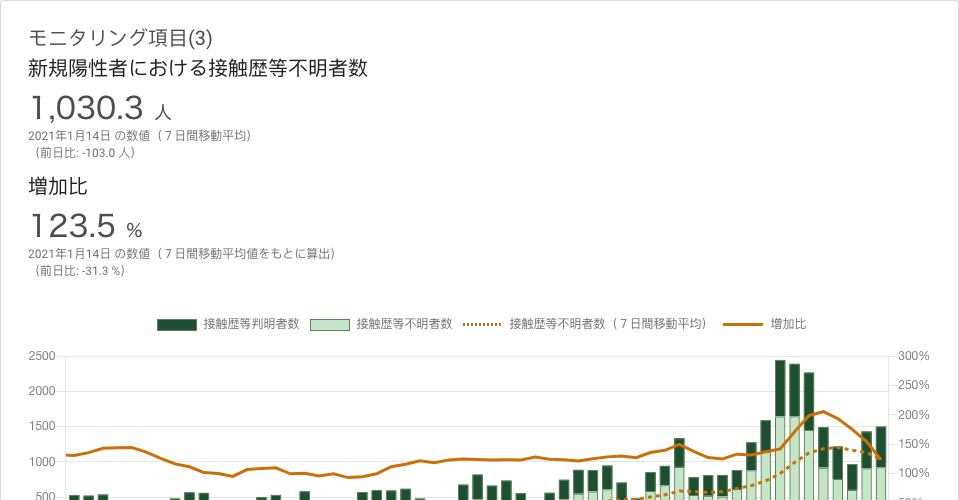 モニタリング項目(3)
新規陽性者における接触歴等不明者数
1,030.3 人
2021年1月14日 の数値（７日間移動平均）
（前日比: -103.0 人）
増加比
123.5 %
2021年1月14日 の数値（７日間移動平均値をもとに算出）
（前日比: -31.3 %）
接触歴等判明者数 接触歴等不明者数 接触歴等不明者数（７日間移動平均） 増加比
2500 300%
250%
2000
200%
1500
150%
1000
100%
500